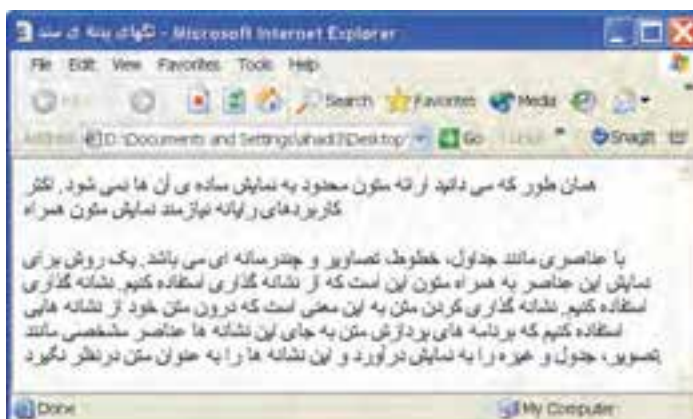 تگهای بدنه ی سند - Microsoft Internet Explorer
File Edit View Favorites Tools Help
Search Favorites Media
D:\Documents and Settings\ahadi3\Desktop\ Go SnagIt
همان طور که می دانید ارائه متون محدود به نمایش ساده ی آن ها نمی شود. اکثر
کاربردهای رایانه نیازمند نمایش متون همراه
با عناصری مانند جداول، خطوط، تصاویر و چندرسانه ای می باشد. یک روش برای
نمایش این عناصر به همراه متون این است که از نشانه گذاری استفاده کنیم. نشانه گذاری
استفاده کنیم. نشانه گذاری کردن متن به این معنی است که درون متن خود از نشانه هایی
استفاده کنیم که برنامه های پردازش متن به جای این نشانه ها عناصر مشخصی مانند
تصویر، جدول و غیره را به نمایش درآورد و این نشانه ها را به عنوان متن درنظر نگیرد.
Done My Computer